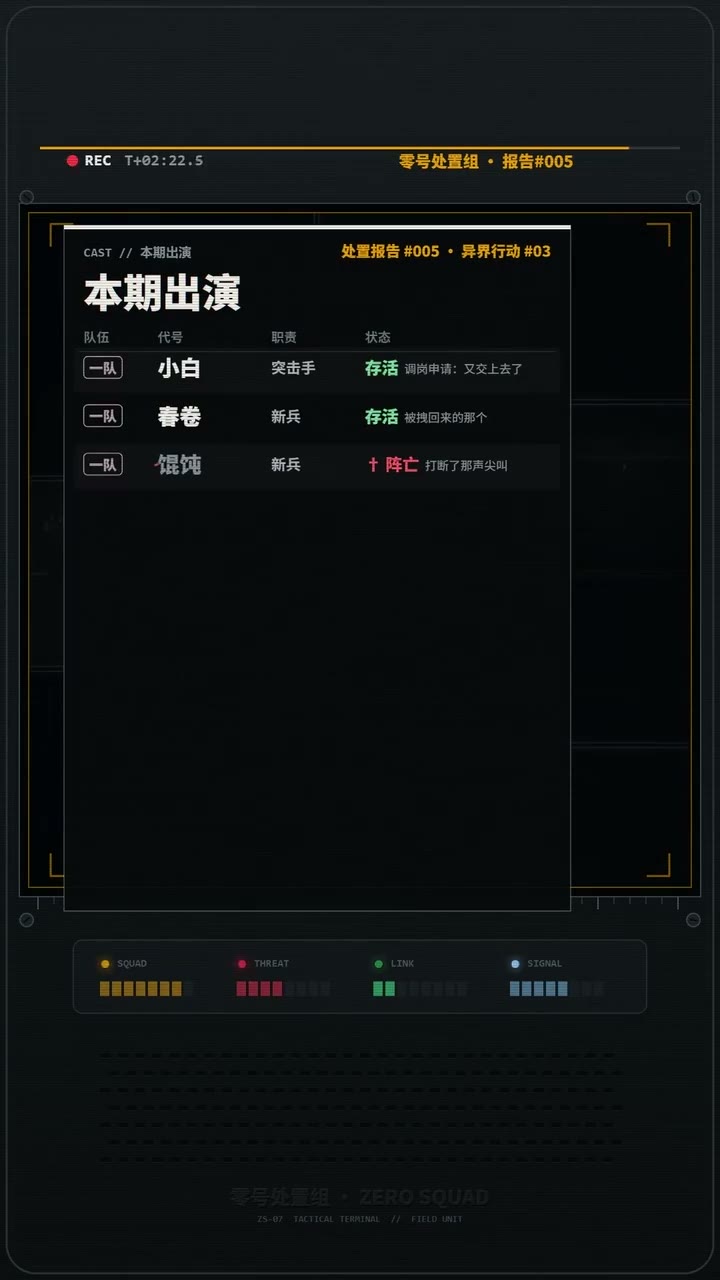 REC T+02:22.5 零号处置组 · 报告#005
CAST // 本期出演 处置报告 #005 · 异界行动 #03
本期出演
队伍 代号 职责 状态
一队 小白 突击手 存活 调岗申请：又交上去了
一队 春卷 新兵 存活 被拽回来的那个
一队 馄饨 新兵 † 阵亡 打断了那声尖叫
SQUAD THREAT LINK SIGNAL
零号处置组 · ZERO SQUAD
ZS-07 TACTICAL TERMINAL // FIELD UNIT